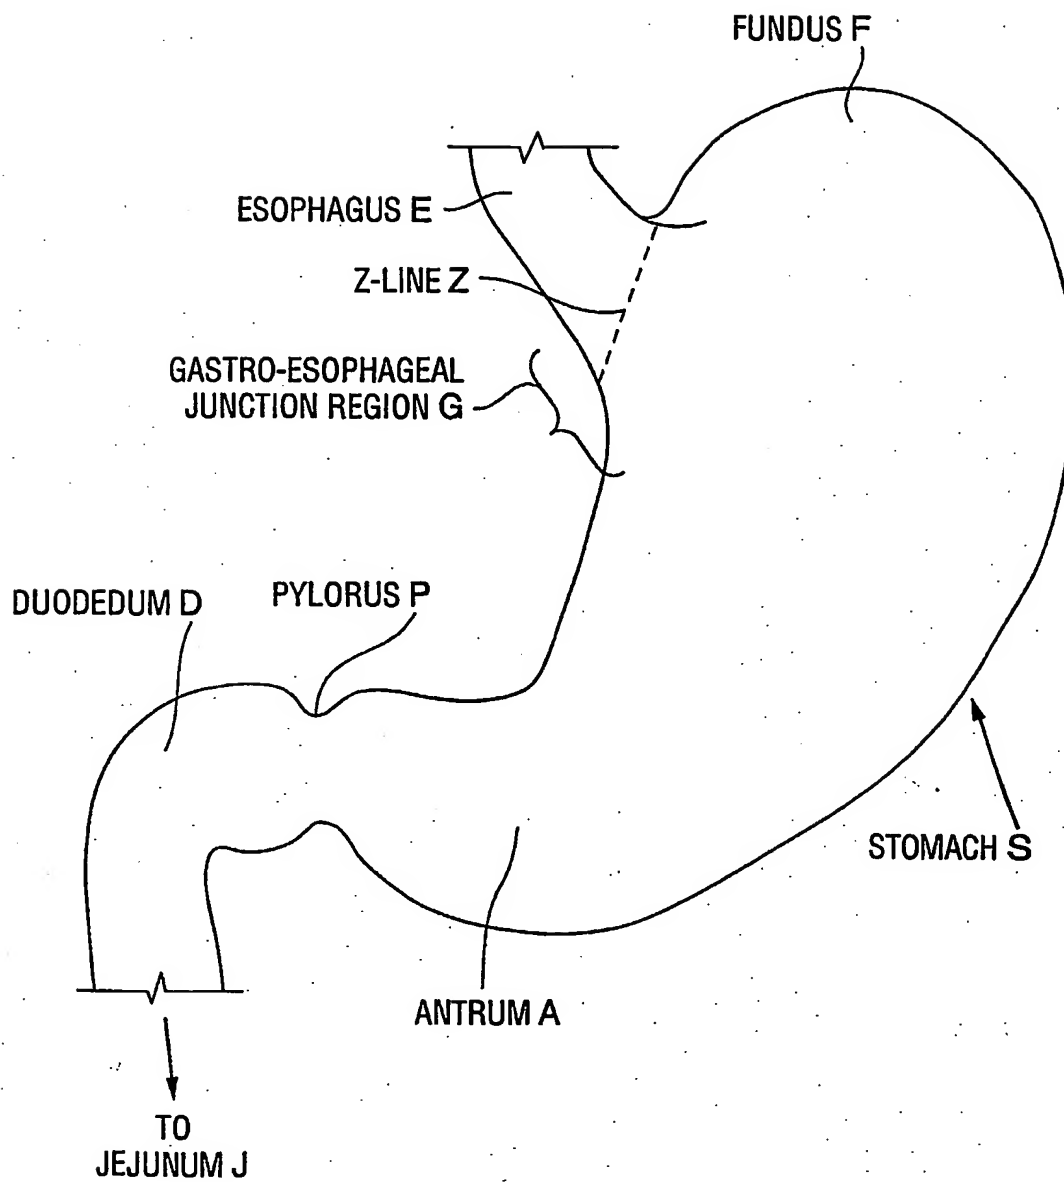 FUNDUS F
ESOPHAGUS E
Z-LINE Z
GASTRO-ESOPHAGEAL
JUNCTION REGION G
DUODEDUM D
PYLORUS P
STOMACH S
ANTRUM A
TO
JEJUNUM J